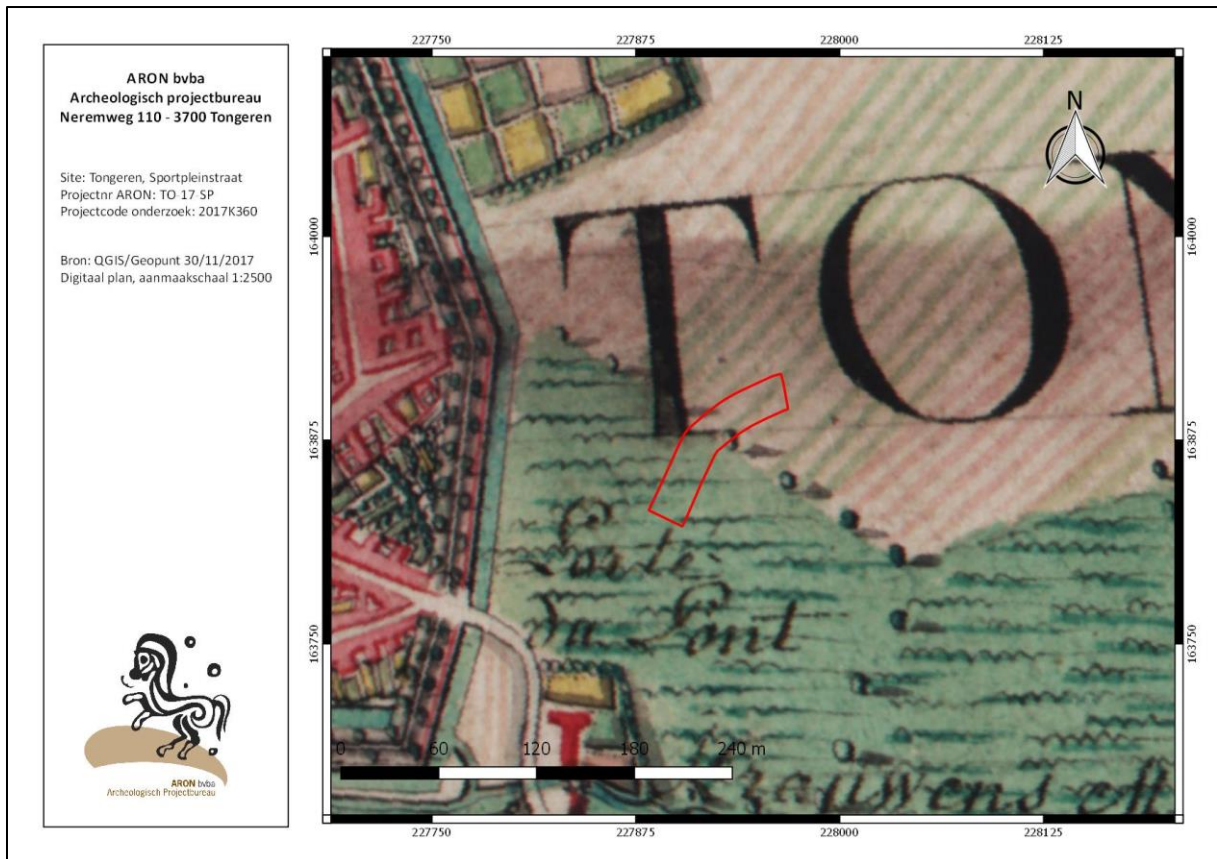 ARON bvba
Archeologisch projectbureau
Neremweg 110 - 3700 Tongeren
Site: Tongeren, Sportpleinstraat
Projectnr ARON: TO-17-SP
Projectcode onderzoek: 2017K360
Bron: QGIS/Geopunt 30/11/2017
Digitaal plan, aanmaakschaal 1:2500
ARON bvba
Archeologisch Projectbureau
227750 227875 228000 228125
N
164000 164000
TON
163875 163875
Porte
da Pont
163750 163750
0 60 120 180 240 m
227750 227875 228000 228125